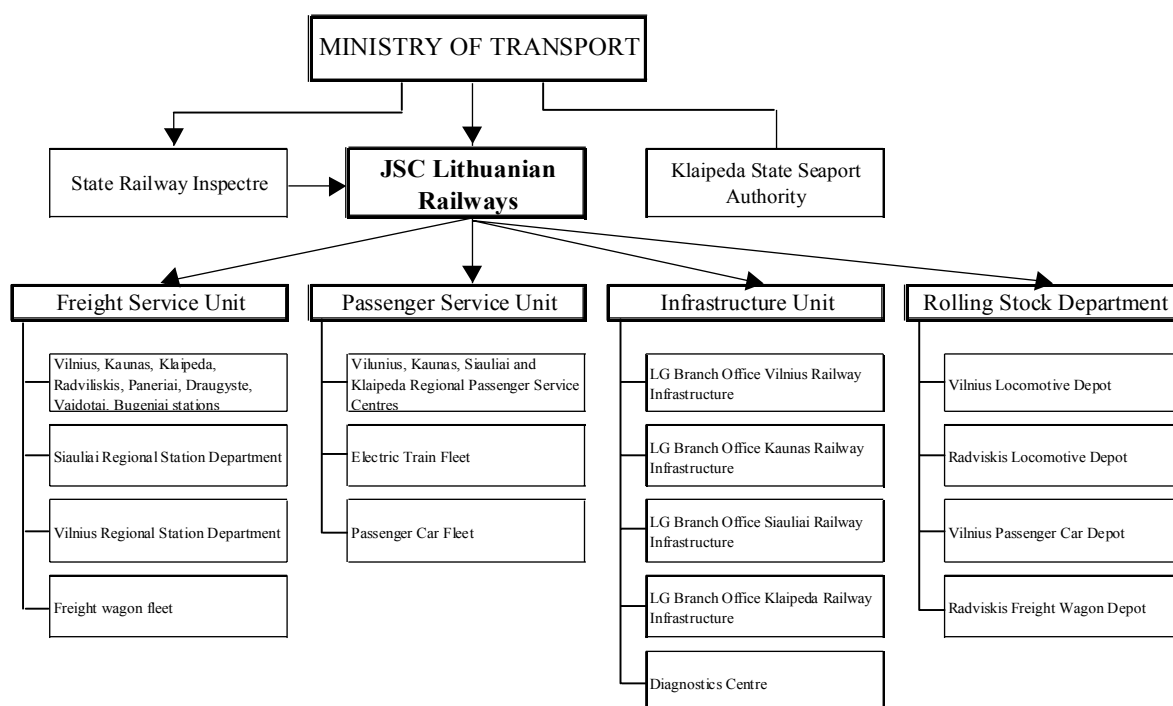 MINISTRY OF TRANSPORT
State Railway Inspectre
JSC Lithuanian
Railways
Klaipeda State Seaport
Authority
Freight Service Unit
Vilnius, Kaunas, Klaipeda,
Radviliskis, Paneriai, Draugyste,
Vaidotai, Bugeniai stations
Siauliai Regional Station Department
Vilnius Regional Station Department
Freight wagon fleet
Passenger Service Unit
Vilunius, Kaunas, Siauliai and
Klaipeda Regional Passenger Service
Centres
Electric Train Fleet
Passenger Car Fleet
Infrastructure Unit
LG Branch Office Vilnius Railway
Infrastructure
LG Branch Office Kaunas Railway
Infrastructure
LG Branch Office Siauliai Railway
Infrastructure
LG Branch Office Klaipeda Railway
Infrastructure
Diagnostics Centre
Rolling Stock Department
Vilnius Locomotive Depot
Radviskis Locomotive Depot
Vilnius Passenger Car Depot
Radviskis Freight Wagon Depot